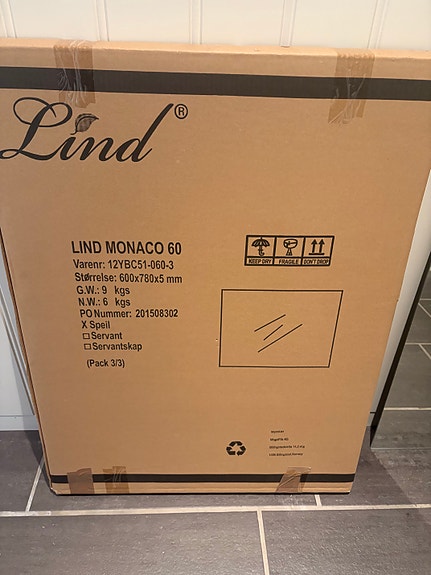 Lind®
LIND MONACO 60
Varenr: 12YBC51-060-3
Størrelse: 600x780x5 mm
G.W.: 9 kgs
N.W.: 6 kgs
PO Nummer: 201508302
X Speil
Servant
Servantskap
(Pack 3/3)
KEEP DRY FRAGILE DON'T DROP